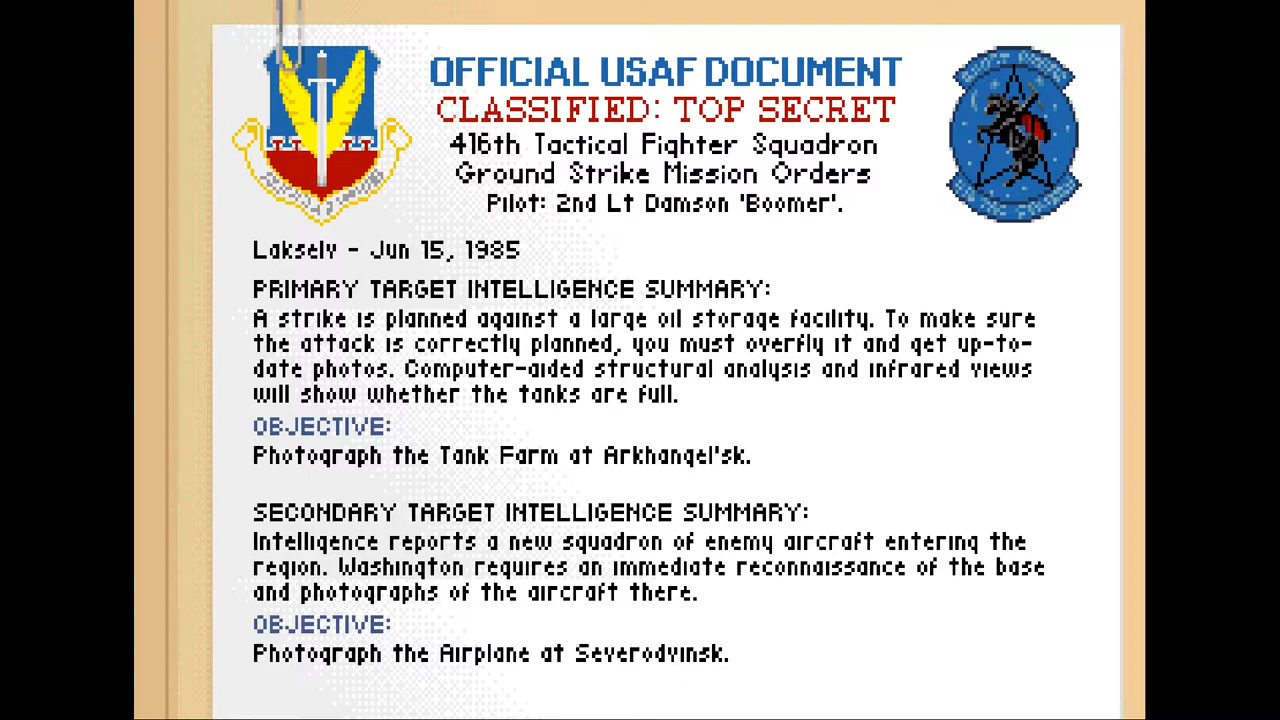 OFFICIAL USAF DOCUMENT
CLASSIFIED: TOP SECRET
416th Tactical Fighter Squadron
Ground Strike Mission Orders
Pilot: 2nd Lt Damson 'Boomer'.
Lakselv - Jun 15, 1985
PRIMARY TARGET INTELLIGENCE SUMMARY:
A strike is planned against a large oil storage facility. To make sure
the attack is correctly planned, you must overfly it and get up-to-
date photos. Computer-aided structural analysis and infrared views
will show whether the tanks are full.
OBJECTIVE:
Photograph the Tank Farm at Arkhangel'sk.
SECONDARY TARGET INTELLIGENCE SUMMARY:
Intelligence reports a new squadron of enemy aircraft entering the
region. Washington requires an immediate reconnaissance of the base
and photographs of the aircraft there.
OBJECTIVE:
Photograph the Airplane at Severodvinsk.